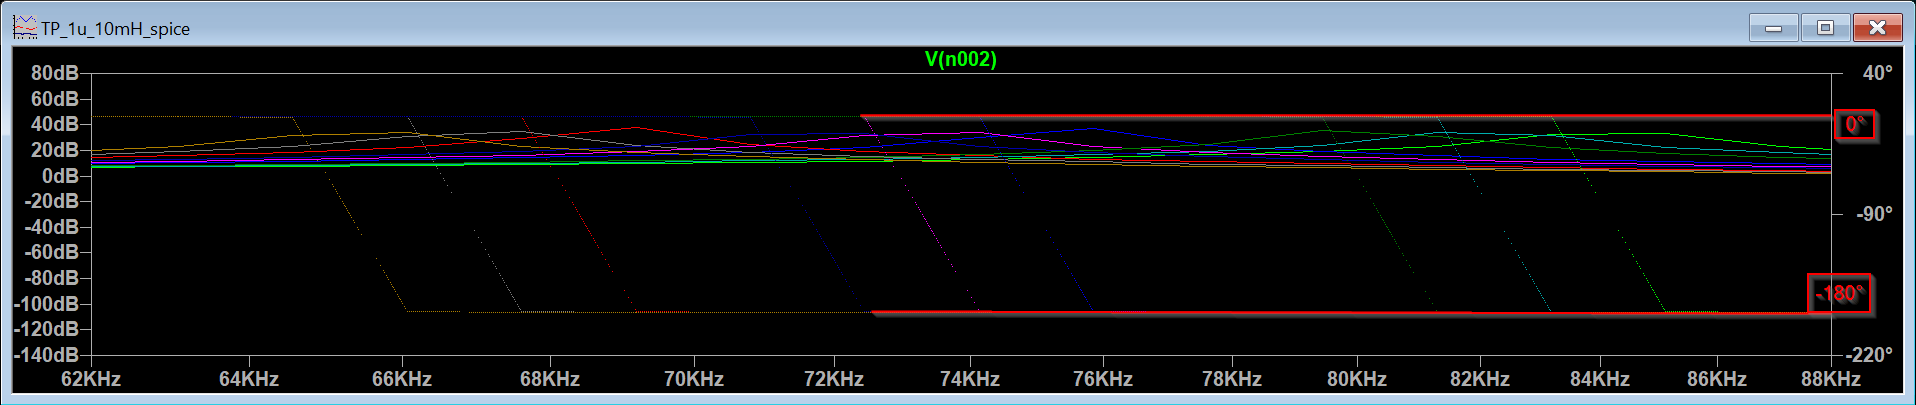 TP_1u_10mH_spice
V(n002)
80dB
60dB
40dB
20dB
0dB
-20dB
-40dB
-60dB
-80dB
-100dB
-120dB
-140dB
40°
0°
-90°
-180°
-220°
62KHz 64KHz 66KHz 68KHz 70KHz 72KHz 74KHz 76KHz 78KHz 80KHz 82KHz 84KHz 86KHz 88KHz